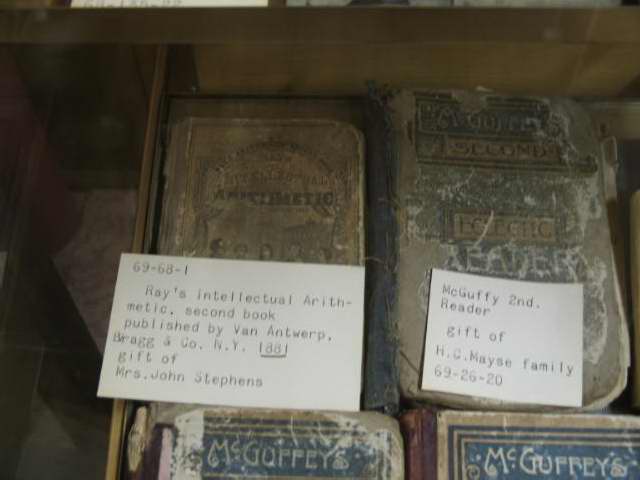 ARITHMETIC
McGUFFEY'S
SECOND
ECLECTIC
READER
69-68-1
Ray's intellectual Arith-
metic, second book
published by Van Antwerp,
Bragg & Co. N.Y. 1881
gift of
Mrs.John Stephens
McGuffy 2nd.
Reader
gift of
H.C.Mayse family
69-26-20
McGUFFEY'S
McGUFFEY'S